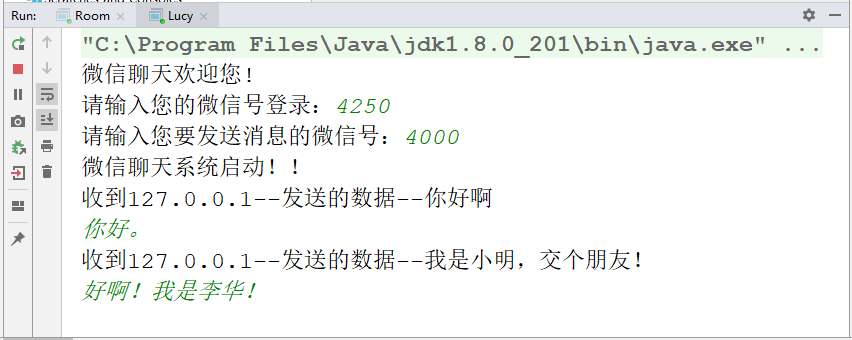 Run: Room × Lucy ×
"C:\Program Files\Java\jdk1.8.0_201\bin\java.exe" ...
微信聊天欢迎您!
请输入您的微信号登录：4250
请输入您要发送消息的微信号：4000
微信聊天系统启动！！
收到127.0.0.1--发送的数据--你好啊
你好。
收到127.0.0.1--发送的数据--我是小明，交个朋友！
好啊！我是李华！